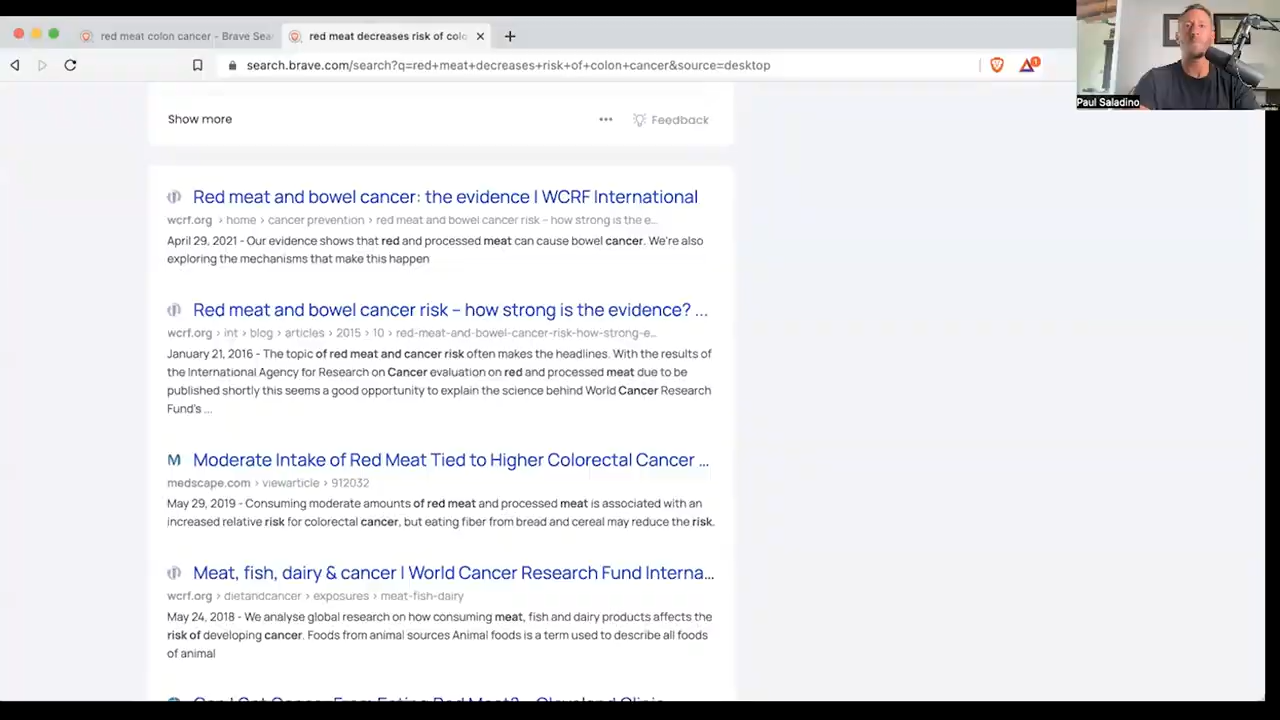 red meat colon cancer - Brave Sea
red meat decreases risk of colo
search.brave.com/search?q=red+meat+decreases+risk+of+colon+cancer&source=desktop
1
Paul Saladino
Show more
Feedback
Red meat and bowel cancer: the evidence | WCRF International
wcrf.org › home › cancer prevention › red meat and bowel cancer risk – how strong is the e...
April 29, 2021 - Our evidence shows that red and processed meat can cause bowel cancer. We're also
exploring the mechanisms that make this happen
Red meat and bowel cancer risk – how strong is the evidence? ...
wcrf.org › int › blog › articles › 2015 › 10 › red-meat-and-bowel-cancer-risk-how-strong-e...
January 21, 2016 - The topic of red meat and cancer risk often makes the headlines. With the results of
the International Agency for Research on Cancer evaluation on red and processed meat due to be
published shortly this seems a good opportunity to explain the science behind World Cancer Research
Fund's ...
M Moderate Intake of Red Meat Tied to Higher Colorectal Cancer ...
medscape.com › viewarticle › 912032
May 29, 2019 - Consuming moderate amounts of red meat and processed meat is associated with an
increased relative risk for colorectal cancer, but eating fiber from bread and cereal may reduce the risk.
Meat, fish, dairy & cancer | World Cancer Research Fund Interna...
wcrf.org › dietandcancer › exposures › meat-fish-dairy
May 24, 2018 - We analyse global research on how consuming meat, fish and dairy products affects the
risk of developing cancer. Foods from animal sources Animal foods is a term used to describe all foods
of animal
Can I Get Cancer From Eating Red Meat? – Cleveland Clinic